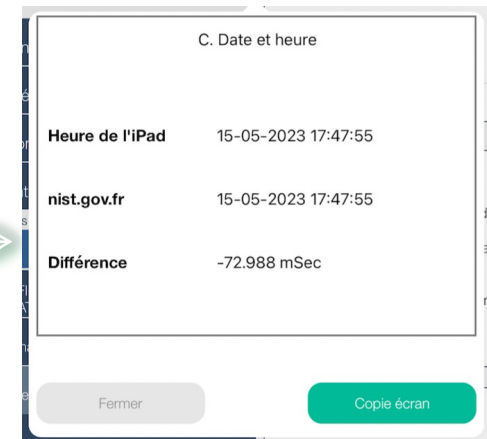 C. Date et heure
Heure de l'iPad 15-05-2023 17:47:55
nist.gov.fr 15-05-2023 17:47:55
Différence -72.988 mSec
Fermer Copie écran